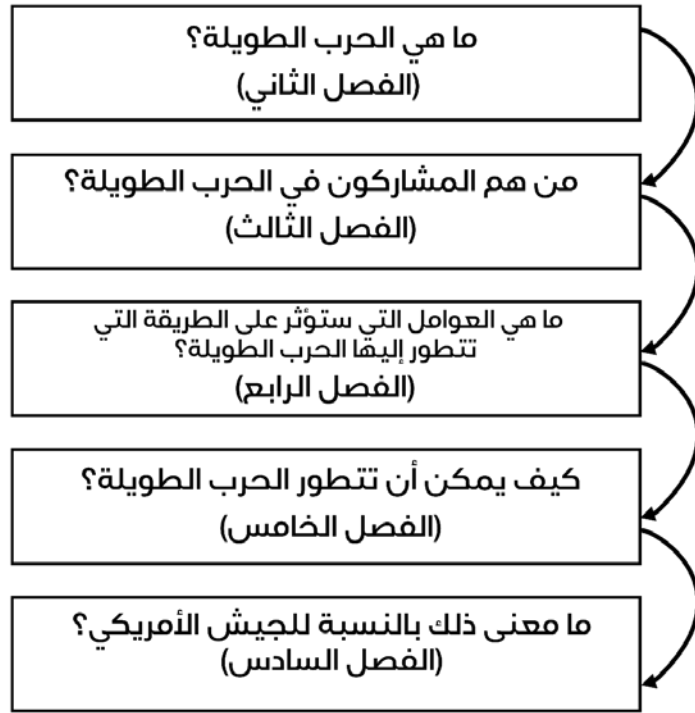 ما هي الحرب الطويلة؟
(الفصل الثاني)
من هم المشاركون في الحرب الطويلة؟
(الفصل الثالث)
ما هي العوامل التي ستؤثر على الطريقة التي
تتطور إليها الحرب الطويلة؟
(الفصل الرابع)
كيف يمكن أن تتطور الحرب الطويلة؟
(الفصل الخامس)
ما معنى ذلك بالنسبة للجيش الأمريكي؟
(الفصل السادس)